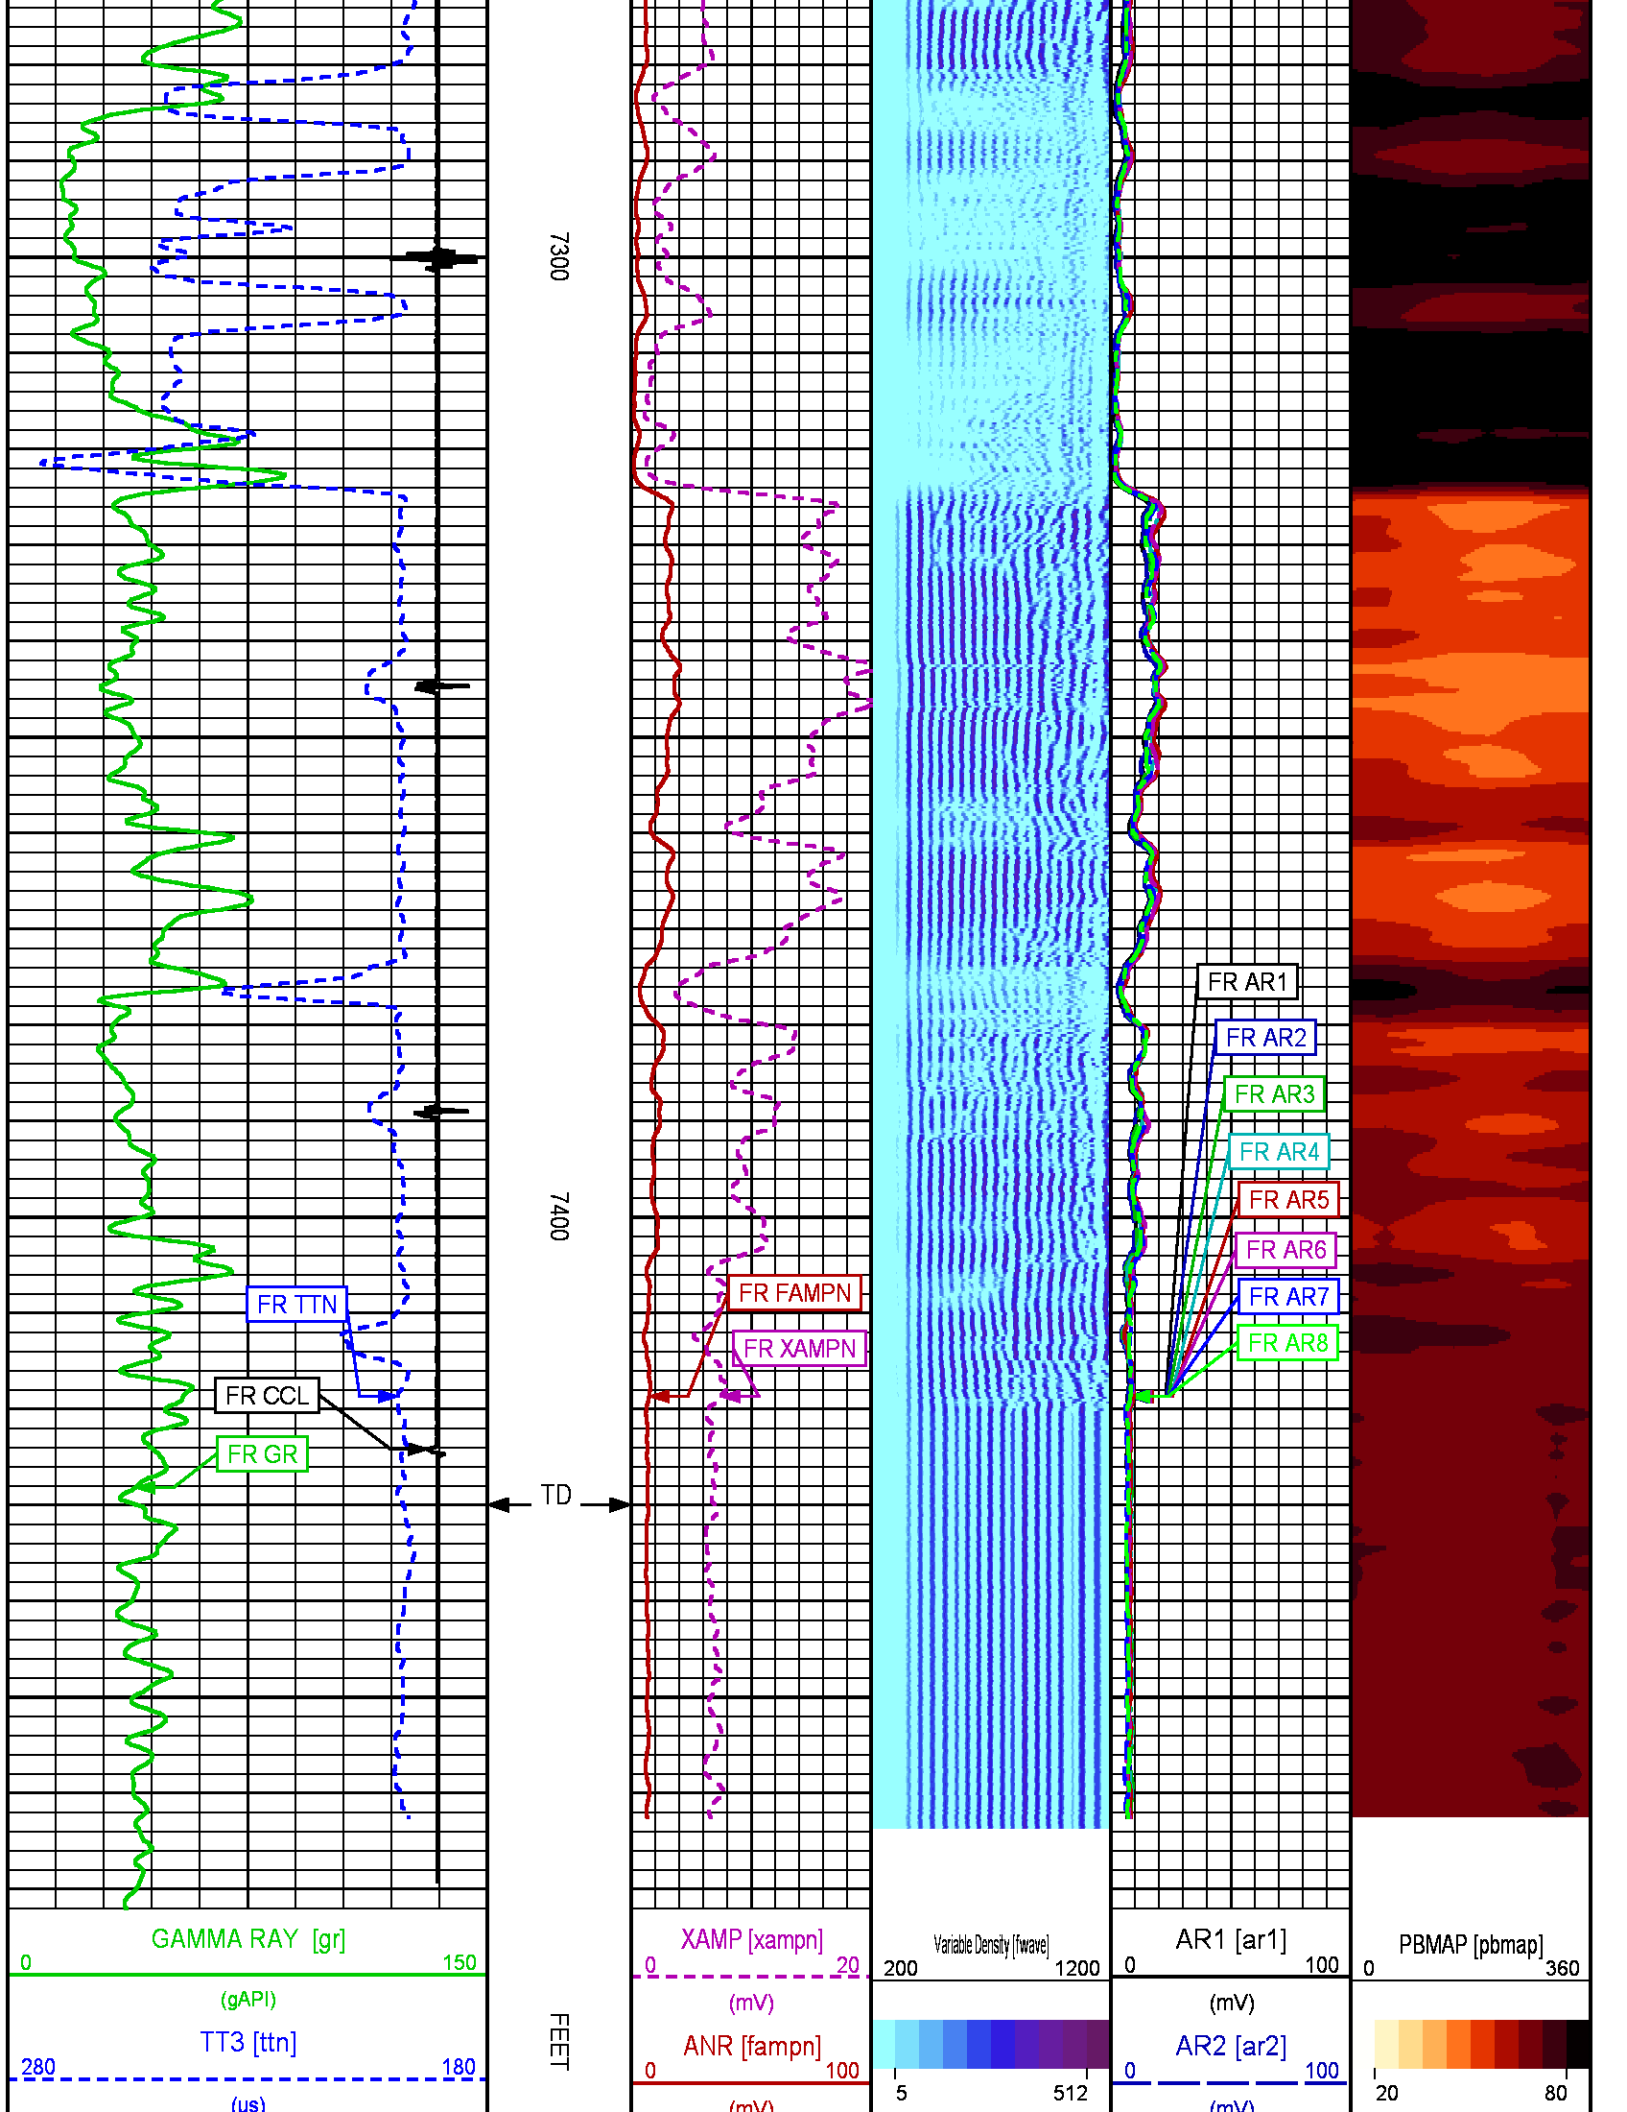 7300
FR AR1
FR AR2
FR AR3
FR AR4
7400
FR AR5
FR AR6
FR TTN
FR FAMPN
FR AR7
FR XAMPN
FR AR8
FR CCL
FR GR
TD
GAMMA RAY [gr]
0 150
(gAPI)
TT3 [ttn]
280 180
(us)
FEET
XAMP [xampn]
0 20
(mV)
ANR [fampn]
0 100
(mV)
Variable Density [fwave]
200 1200
5 512
AR1 [ar1]
0 100
(mV)
AR2 [ar2]
0 100
(mV)
PBMAP [pbmap]
0 360
20 80